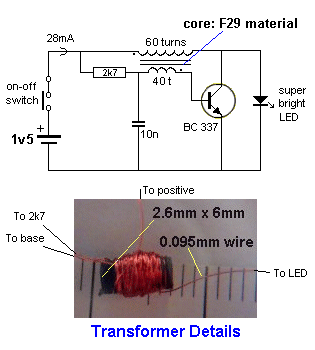 core: F29 material
28mA
60 turns
2k7
40 t
on-off
switch
super
bright
LED
BC 337
+
1v5
10n
To positive
To 2k7
2.6mm x 6mm
To base
0.095mm wire
To LED
Transformer Details